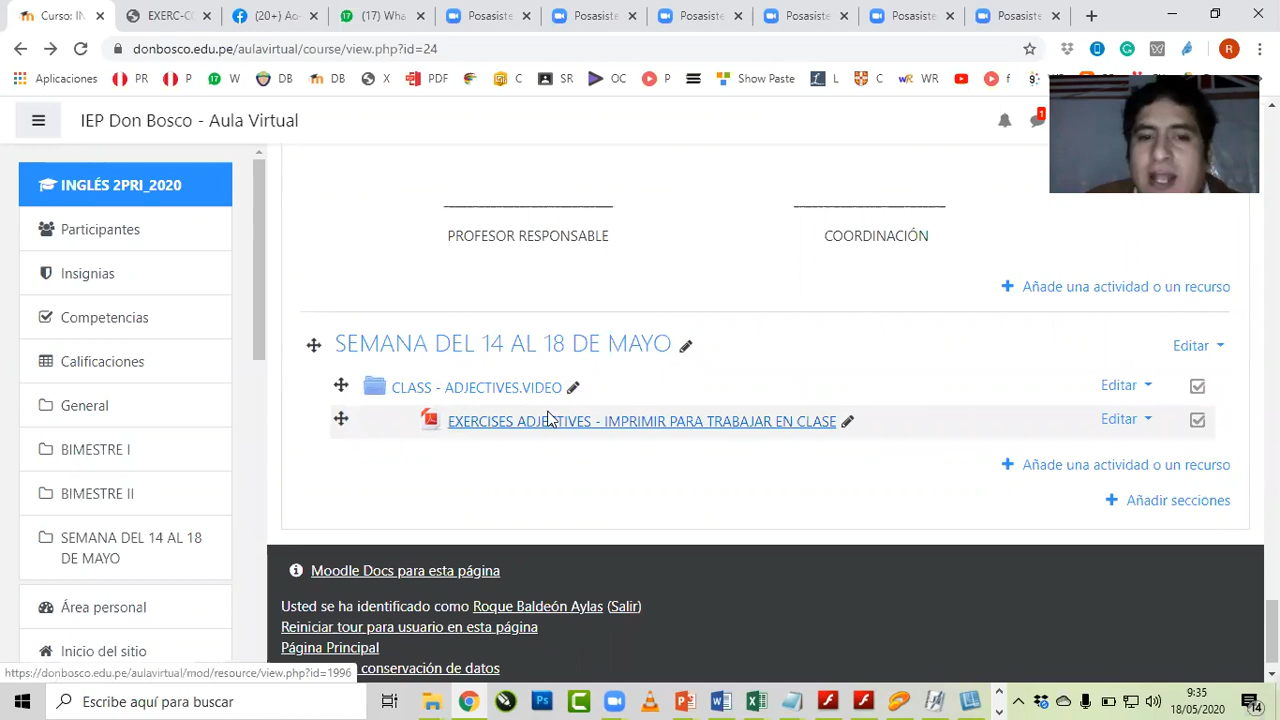 Curso: IN
EXERC-CO
(20+) Ao
(17) Wha
Posasiste
Posasiste
Posasiste
Posasiste
Posasiste
Posasiste
donbosco.edu.pe/aulavirtual/course/view.php?id=24
R
Aplicaciones
PR
P
W
DB
DB
X
PDF
C
SR
OC
P
Show Paste
L
C
WR
f
IEP Don Bosco - Aula Virtual
1
INGLÉS 2PRI_2020
Participantes
Insignias
Competencias
Calificaciones
General
BIMESTRE I
BIMESTRE II
SEMANA DEL 14 AL 18
DE MAYO
Área personal
Inicio del sitio
PROFESOR RESPONSABLE
COORDINACIÓN
Añade una actividad o un recurso
SEMANA DEL 14 AL 18 DE MAYO
Editar
CLASS - ADJECTIVES.VIDEO
Editar
EXERCISES ADJECTIVES - IMPRIMIR PARA TRABAJAR EN CLASE
Editar
Añade una actividad o un recurso
Añadir secciones
Moodle Docs para esta página
Usted se ha identificado como Roque Baldeón Aylas (Salir)
Reiniciar tour para usuario en esta página
Página Principal
conservación de datos
https://donbosco.edu.pe/aulavirtual/mod/resource/view.php?id=1996
Escribe aquí para buscar
9:35
18/05/2020
14